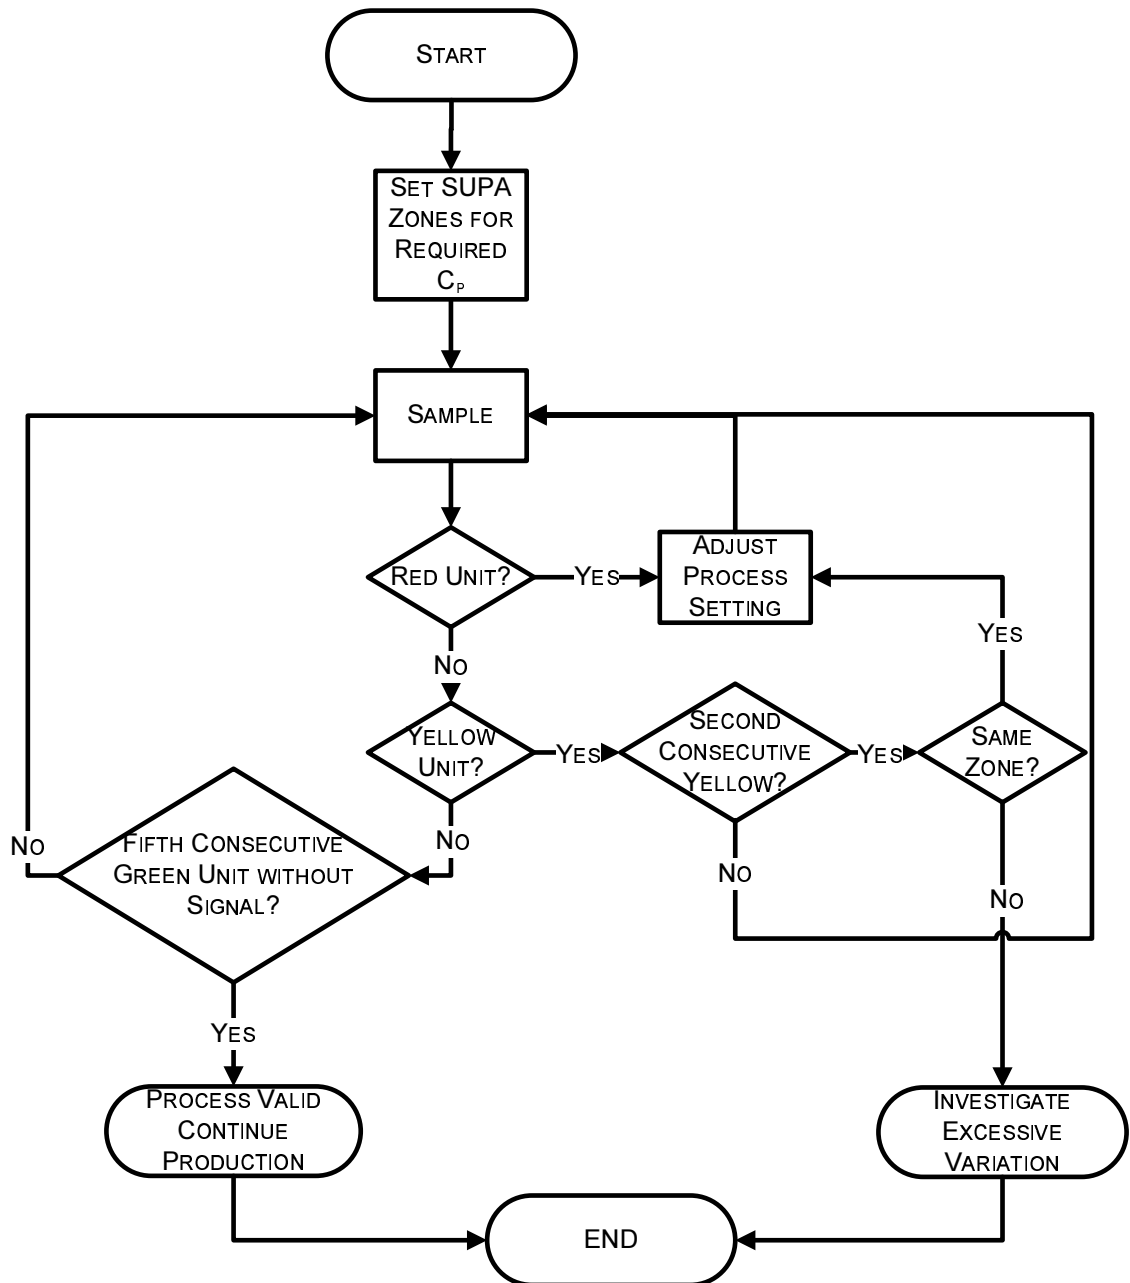 START
SET SUPA
ZONES FOR
REQUIRED
CP
SAMPLE
RED UNIT?
YES
ADJUST
PROCESS
SETTING
YES
NO
YELLOW
UNIT?
YES
SECOND
CONSECUTIVE
YELLOW?
YES
SAME
ZONE?
NO
FIFTH CONSECUTIVE
GREEN UNIT WITHOUT
SIGNAL?
NO
NO
NO
YES
PROCESS VALID
CONTINUE
PRODUCTION
INVESTIGATE
EXCESSIVE
VARIATION
END